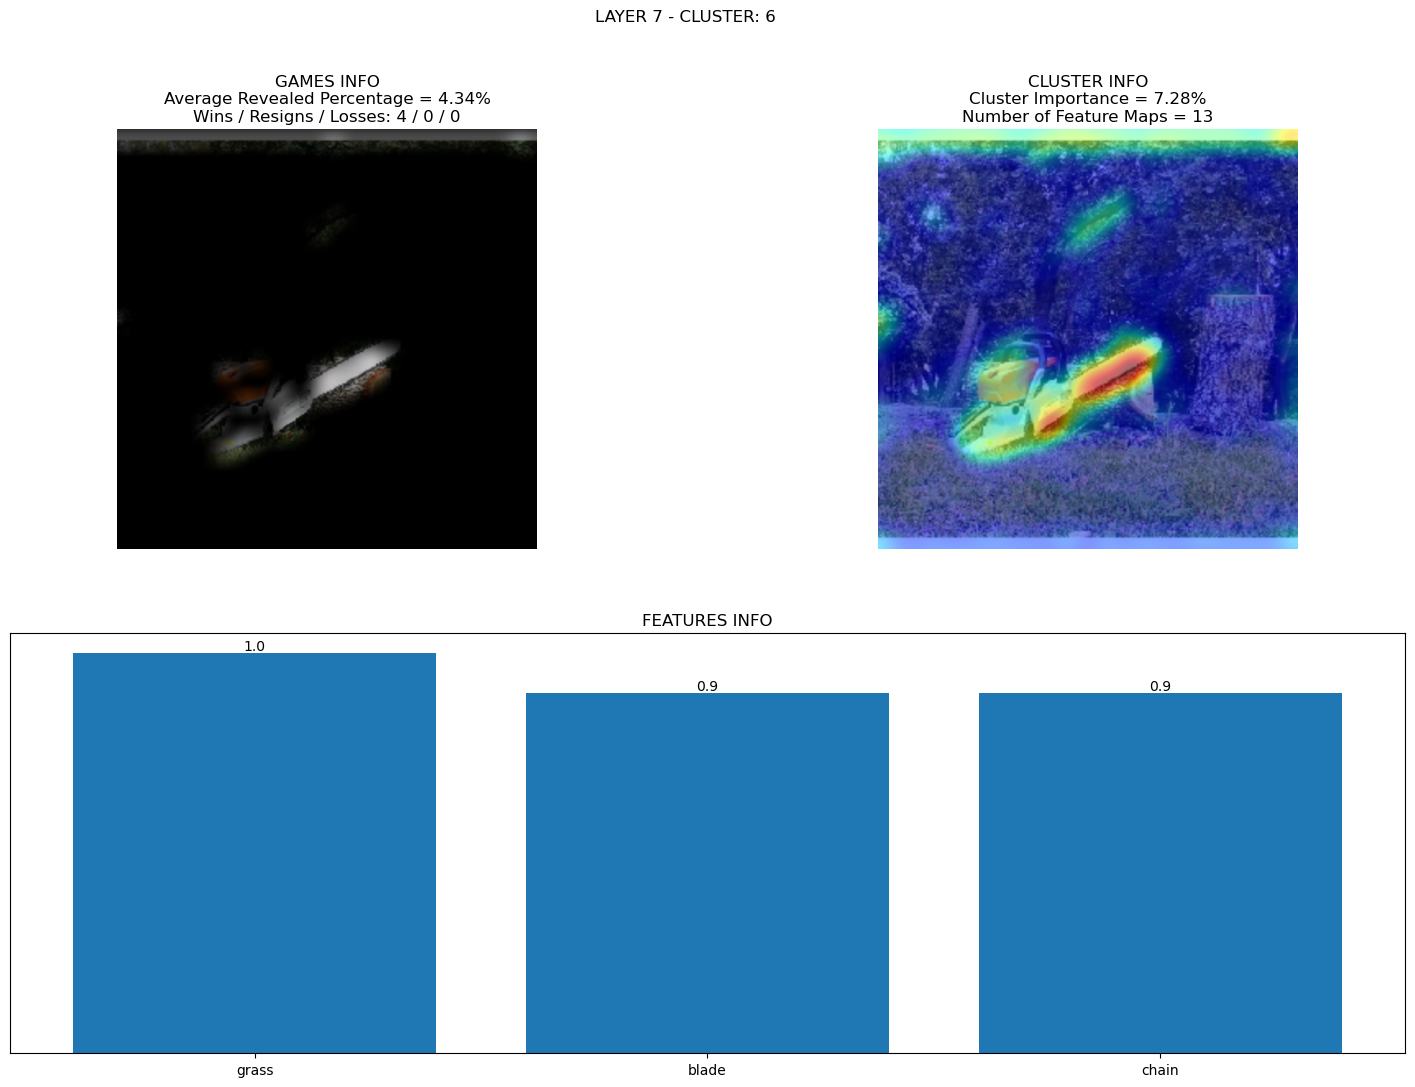 LAYER 7 - CLUSTER: 6
GAMES INFO
Average Revealed Percentage = 4.34%
Wins / Resigns / Losses: 4 / 0 / 0
CLUSTER INFO
Cluster Importance = 7.28%
Number of Feature Maps = 13
FEATURES INFO
1.0
0.9
0.9
grass
blade
chain